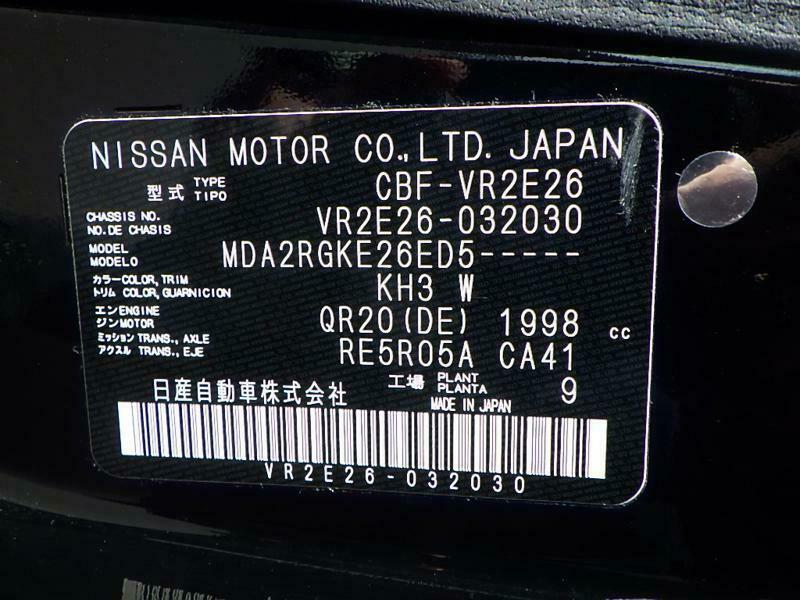 NISSAN MOTOR CO.,LTD. JAPAN
型式 TYPE TIPO CBF-VR2E26
CHASSIS NO. NO.DE CHASIS VR2E26-032030
MODEL MODELO MDA2RGKE26ED5-----
カラー COLOR, TRIM トリム COLOR, GUARNICION KH3 W
エンジン ENGINE MOTOR QR20(DE) 1998 cc
ミッション TRANS., AXLE アクスル TRANS., EJE RE5R05A CA41
日産自動車株式会社 工場 PLANT PLANTA 9
MADE IN JAPAN
VR2E26-032030